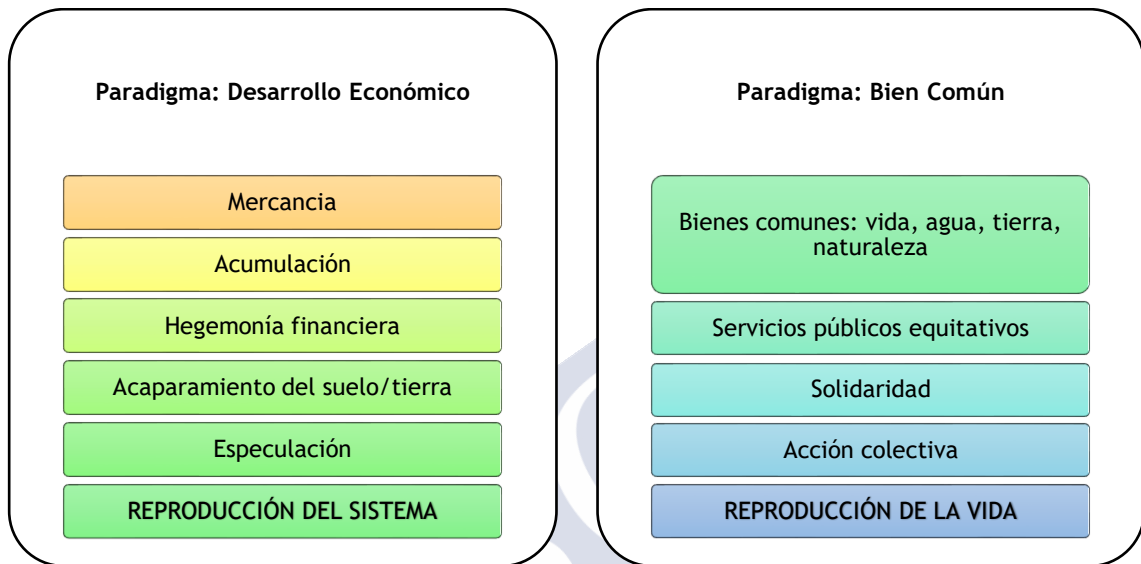 Paradigma: Desarrollo Económico
Mercancia
Acumulación
Hegemonía financiera
Acaparamiento del suelo/tierra
Especulación
REPRODUCCIÓN DEL SISTEMA
Paradigma: Bien Común
Bienes comunes: vida, agua, tierra,
naturaleza
Servicios públicos equitativos
Solidaridad
Acción colectiva
REPRODUCCIÓN DE LA VIDA